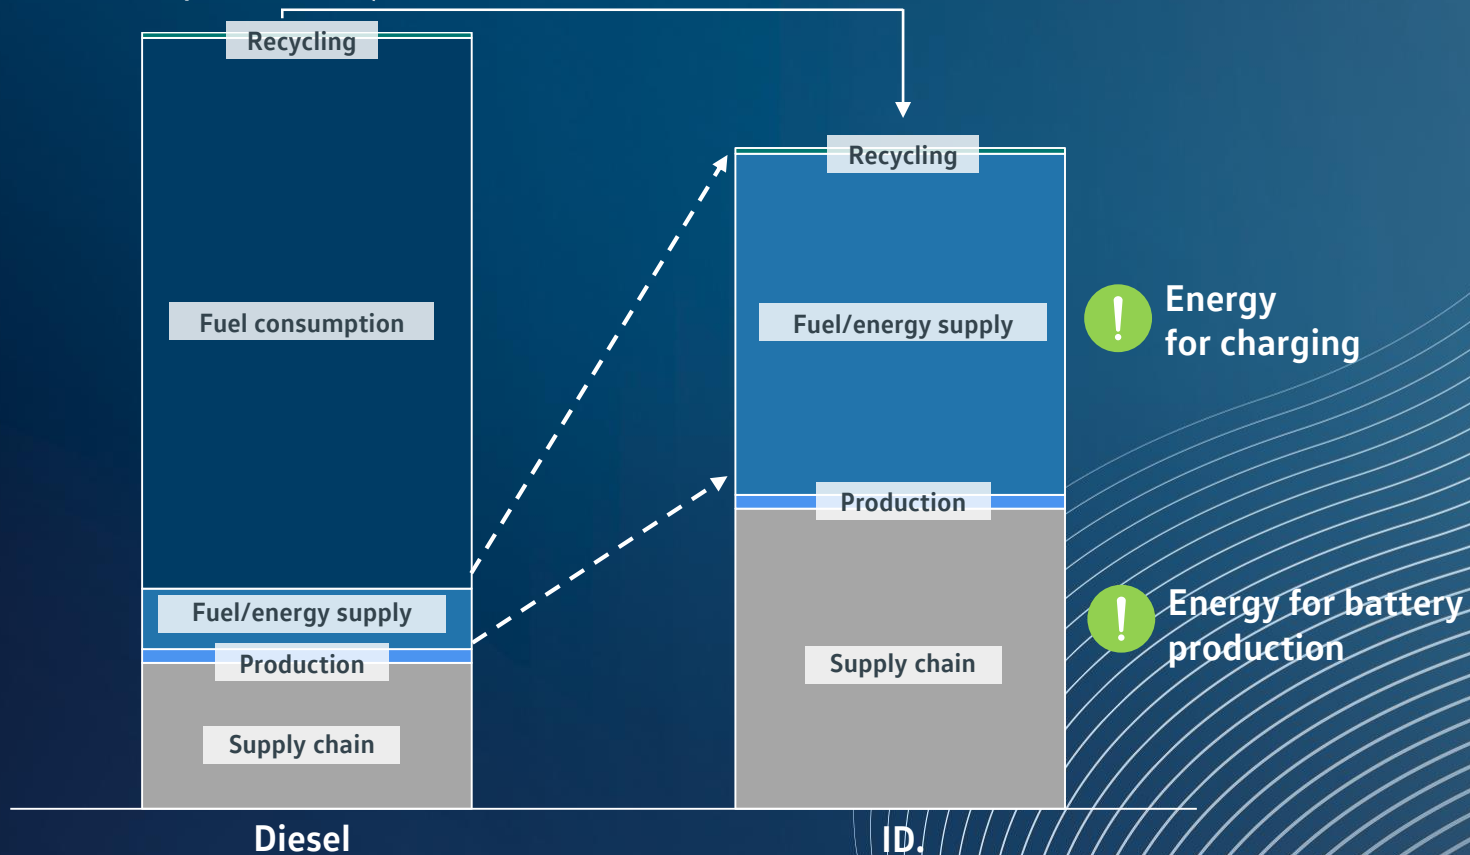 Recycling
Fuel consumption
Fuel/energy supply
Production
Supply chain
Diesel
Recycling
Fuel/energy supply
Production
Supply chain
ID.
Energy
for charging
Energy for battery
production